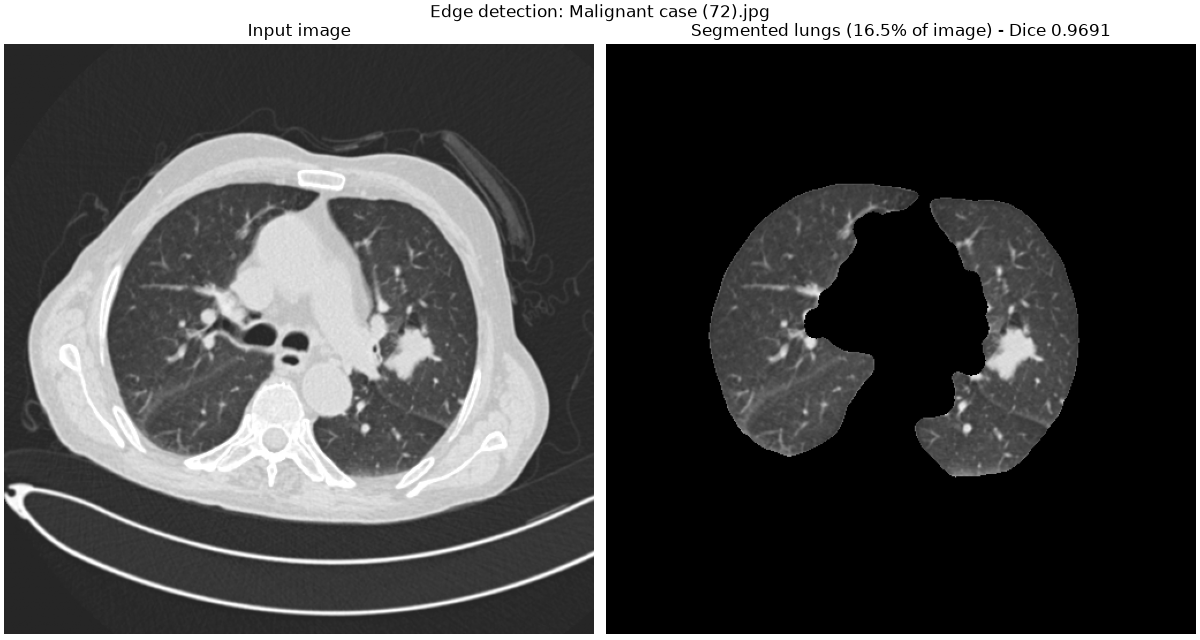 Edge detection: Malignant case (72).jpg
Input image
Segmented lungs (16.5% of image) - Dice 0.9691